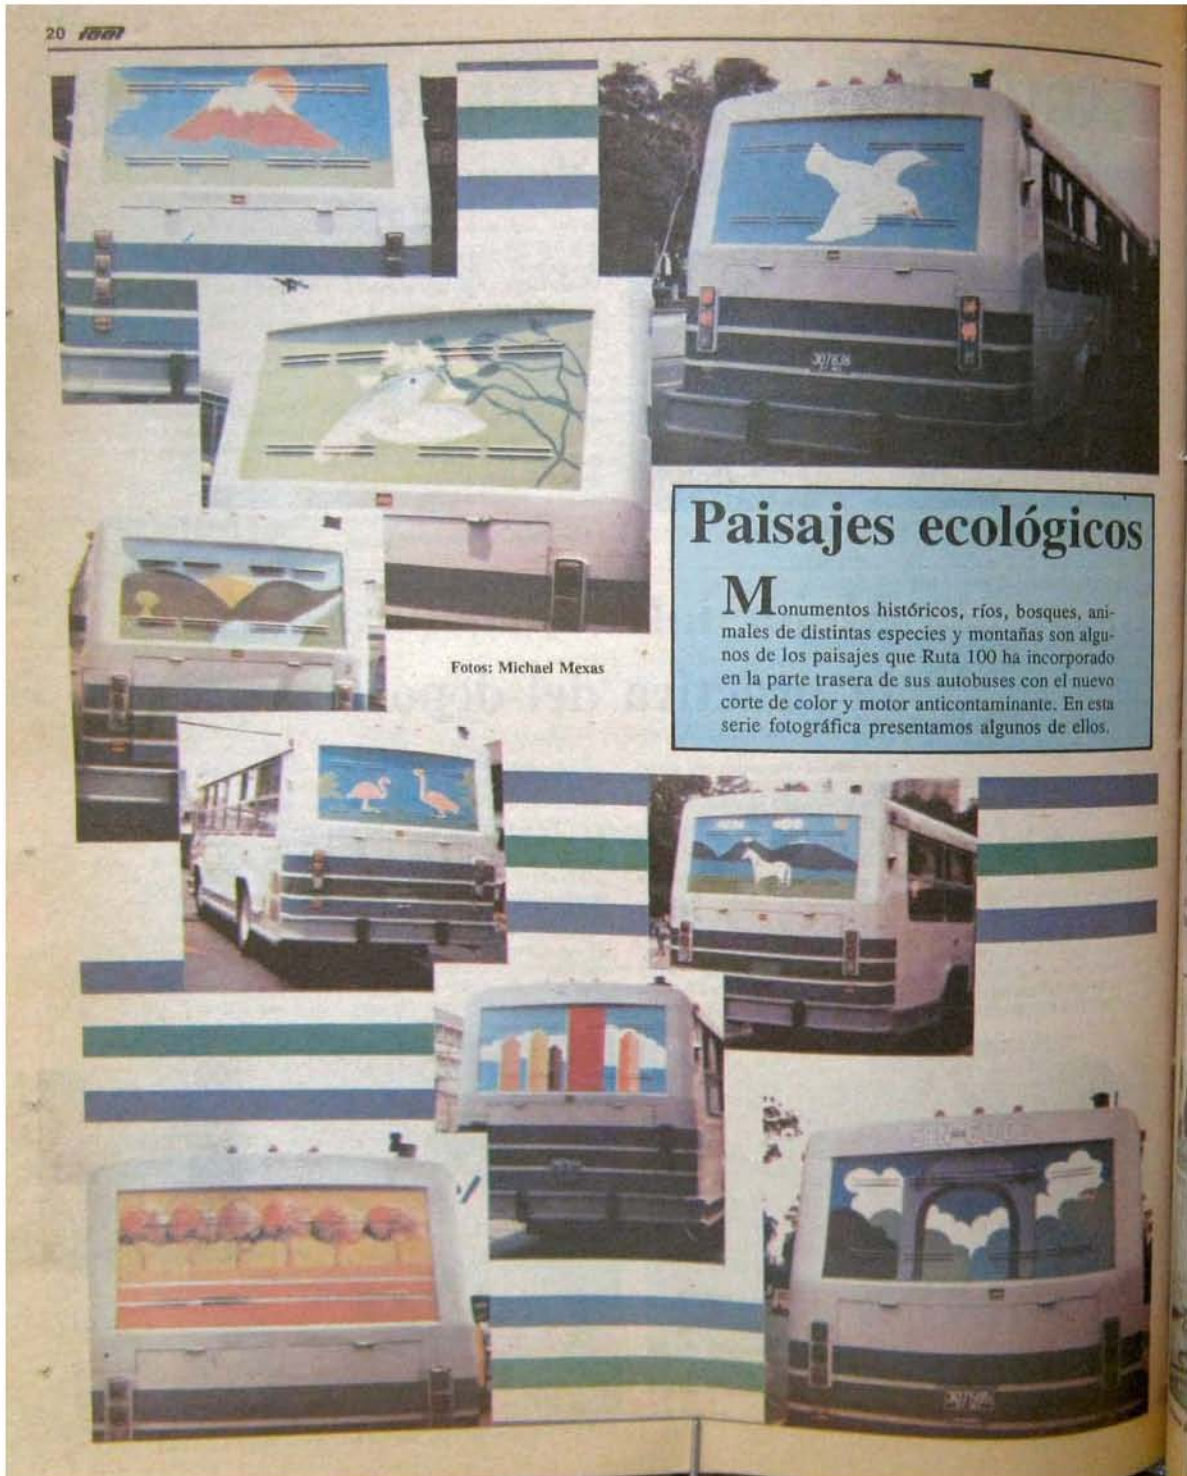 20
Paisajes ecológicos
Monumentos históricos, ríos, bosques, ani-
males de distintas especies y montañas son algu-
nos de los paisajes que Ruta 100 ha incorporado
en la parte trasera de sus autobuses con el nuevo
corte de color y motor anticontaminante. En esta
serie fotográfica presentamos algunos de ellos.
Fotos: Michael Mexas